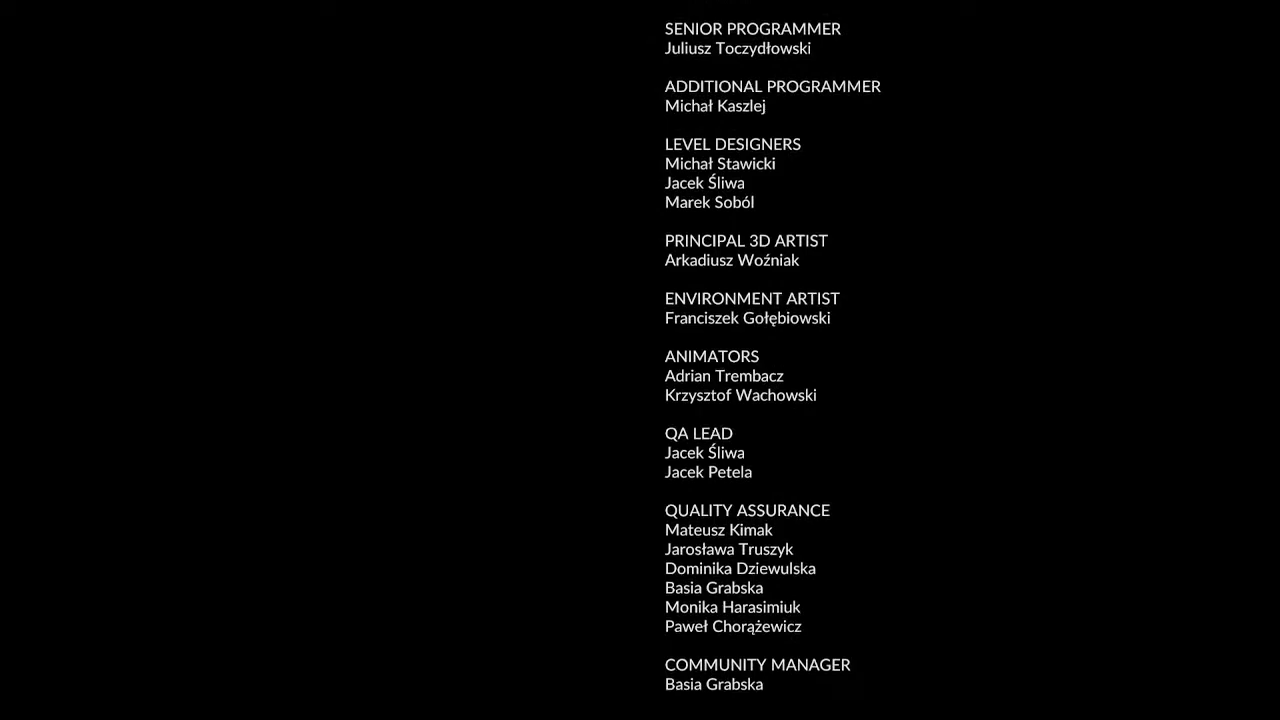 SENIOR PROGRAMMER
Juliusz Toczydłowski
ADDITIONAL PROGRAMMER
Michał Kaszlej
LEVEL DESIGNERS
Michał Stawicki
Jacek Śliwa
Marek Soból
PRINCIPAL 3D ARTIST
Arkadiusz Woźniak
ENVIRONMENT ARTIST
Franciszek Gołębiowski
ANIMATORS
Adrian Trembacz
Krzysztof Wachowski
QA LEAD
Jacek Śliwa
Jacek Petela
QUALITY ASSURANCE
Mateusz Kimak
Jarosława Truszyk
Dominika Dziewulska
Basia Grabska
Monika Harasimiuk
Paweł Chorążewicz
COMMUNITY MANAGER
Basia Grabska